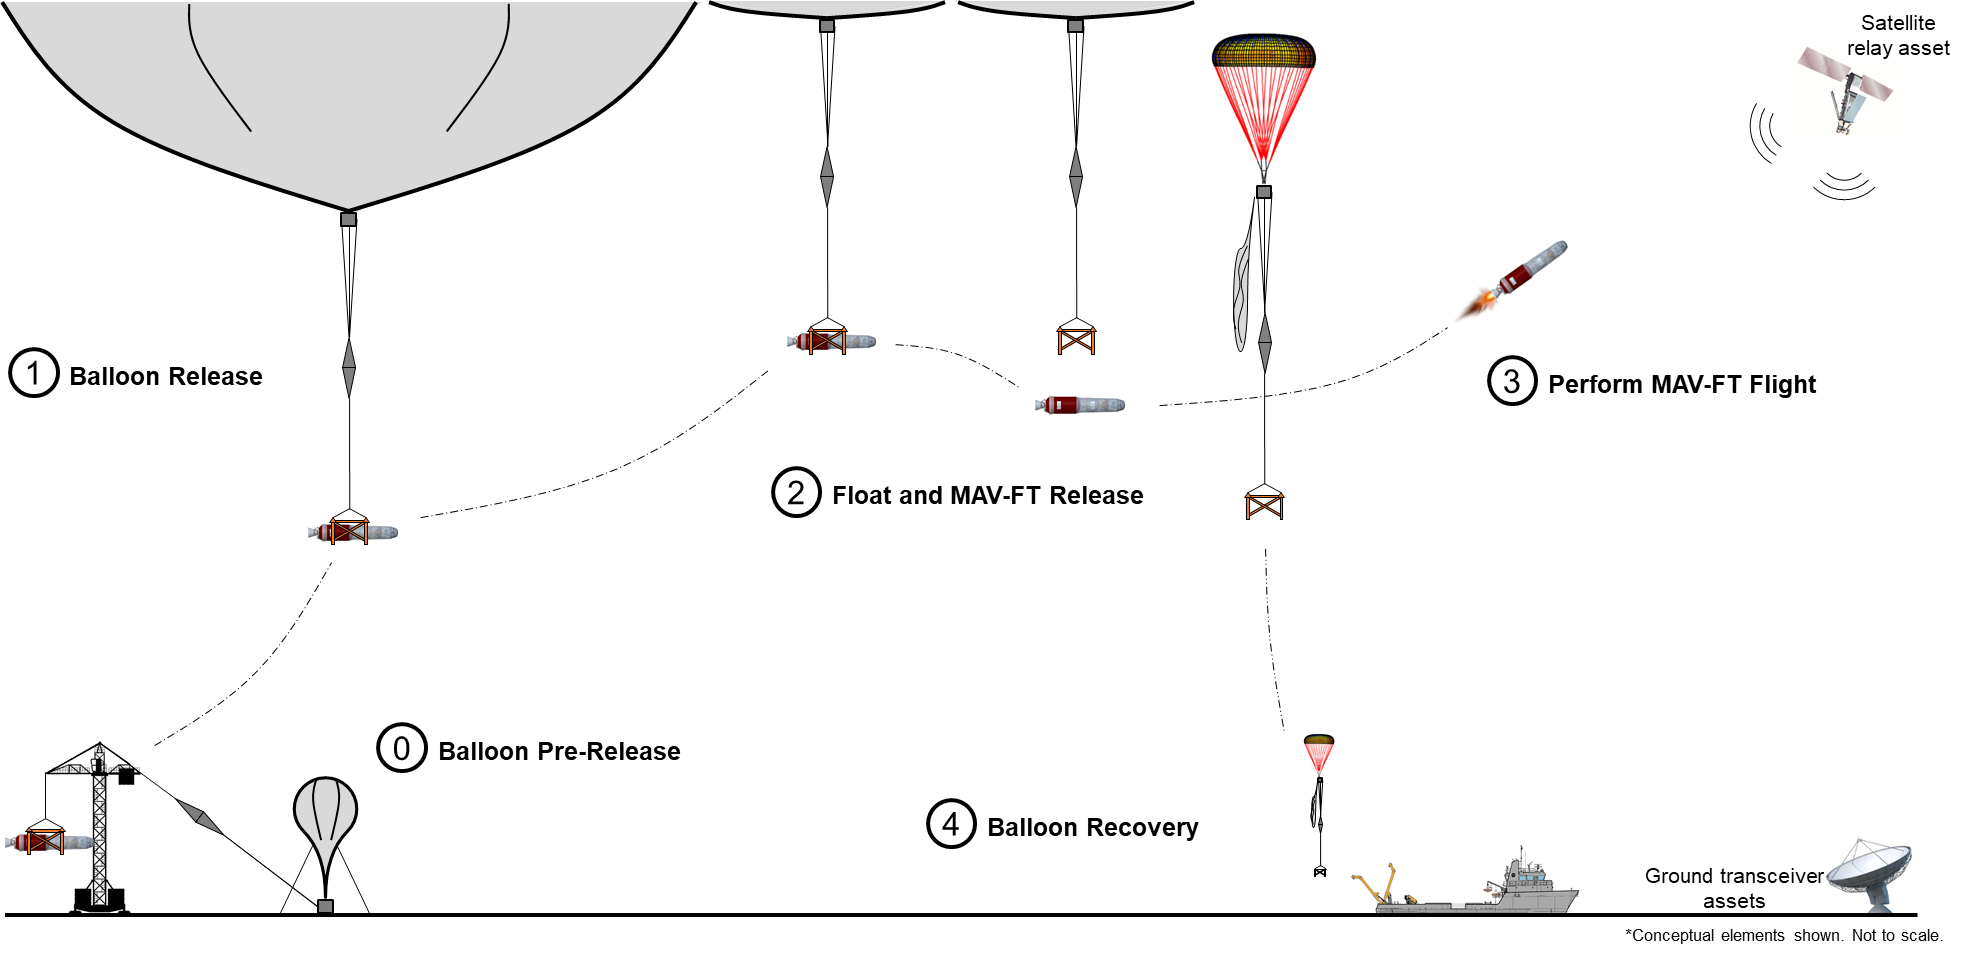 Satellite
relay asset
1 Balloon Release
3 Perform MAV-FT Flight
2 Float and MAV-FT Release
0 Balloon Pre-Release
4 Balloon Recovery
Ground transceiver
assets
*Conceptual elements shown. Not to scale.